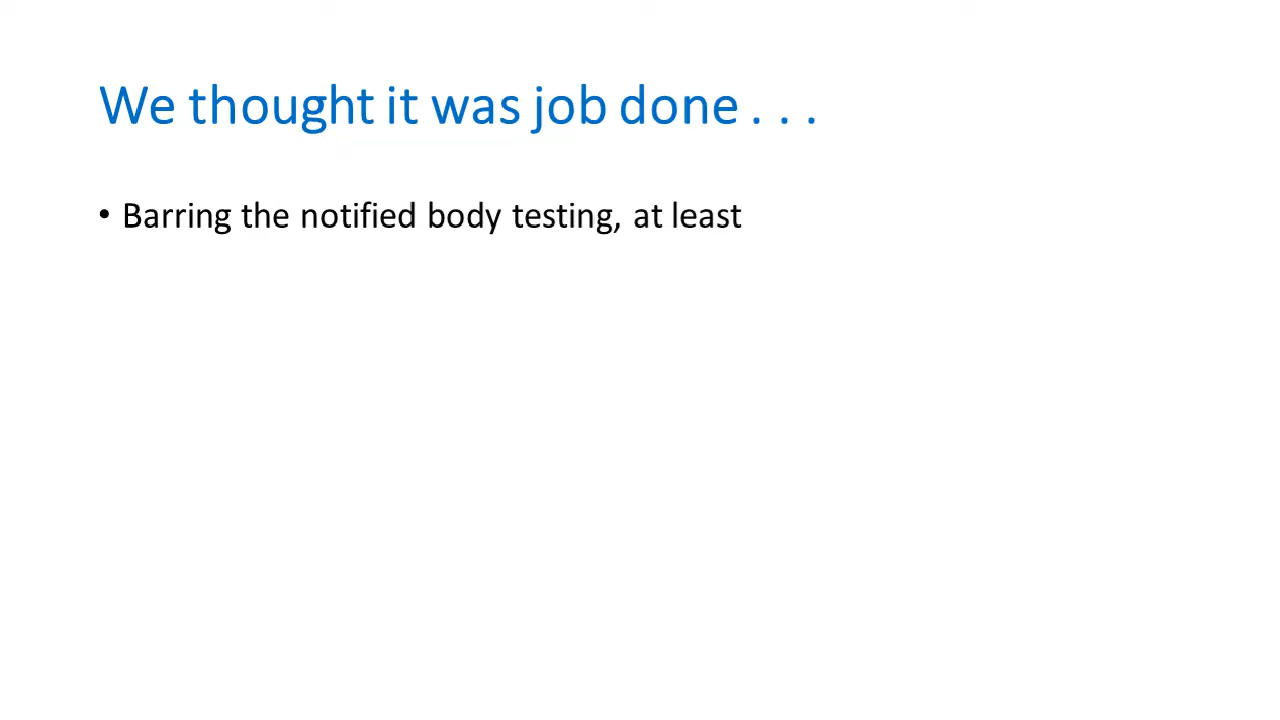 We thought it was job done . . .
• Barring the notified body testing, at least